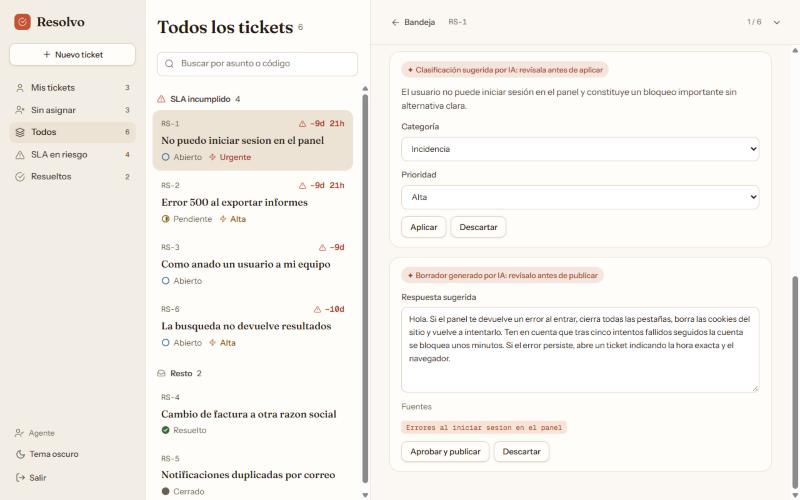 Resolvo
+ Nuevo ticket
Mis tickets 3
Sin asignar 3
Todos 6
SLA en riesgo 4
Resueltos 2
Agente
Tema oscuro
Salir
Todos los tickets 6
Buscar por asunto o código
SLA incumplido 4
RS-1 -9d 21h
No puedo iniciar sesion en el panel
Abierto Urgente
RS-2 -9d 21h
Error 500 al exportar informes
Pendiente Alta
RS-3 -9d
Como anado un usuario a mi equipo
Abierto
RS-6 -10d
La busqueda no devuelve resultados
Abierto Alta
Resto 2
RS-4
Cambio de factura a otra razon social
Resuelto
RS-5
Notificaciones duplicadas por correo
Cerrado
← Bandeja RS-1 1 / 6
✦ Clasificación sugerida por IA: revísala antes de aplicar
El usuario no puede iniciar sesión en el panel y constituye un bloqueo importante sin
alternativa clara.
Categoría
Incidencia
Prioridad
Alta
Aplicar Descartar
✦ Borrador generado por IA: revísalo antes de publicar
Respuesta sugerida
Hola. Si el panel te devuelve un error al entrar, cierra todas las pestañas, borra las cookies del
sitio y vuelve a intentarlo. Ten en cuenta que tras cinco intentos fallidos seguidos la cuenta
se bloquea unos minutos. Si el error persiste, abre un ticket indicando la hora exacta y el
navegador.
Fuentes
Errores al iniciar sesion en el panel
Aprobar y publicar Descartar